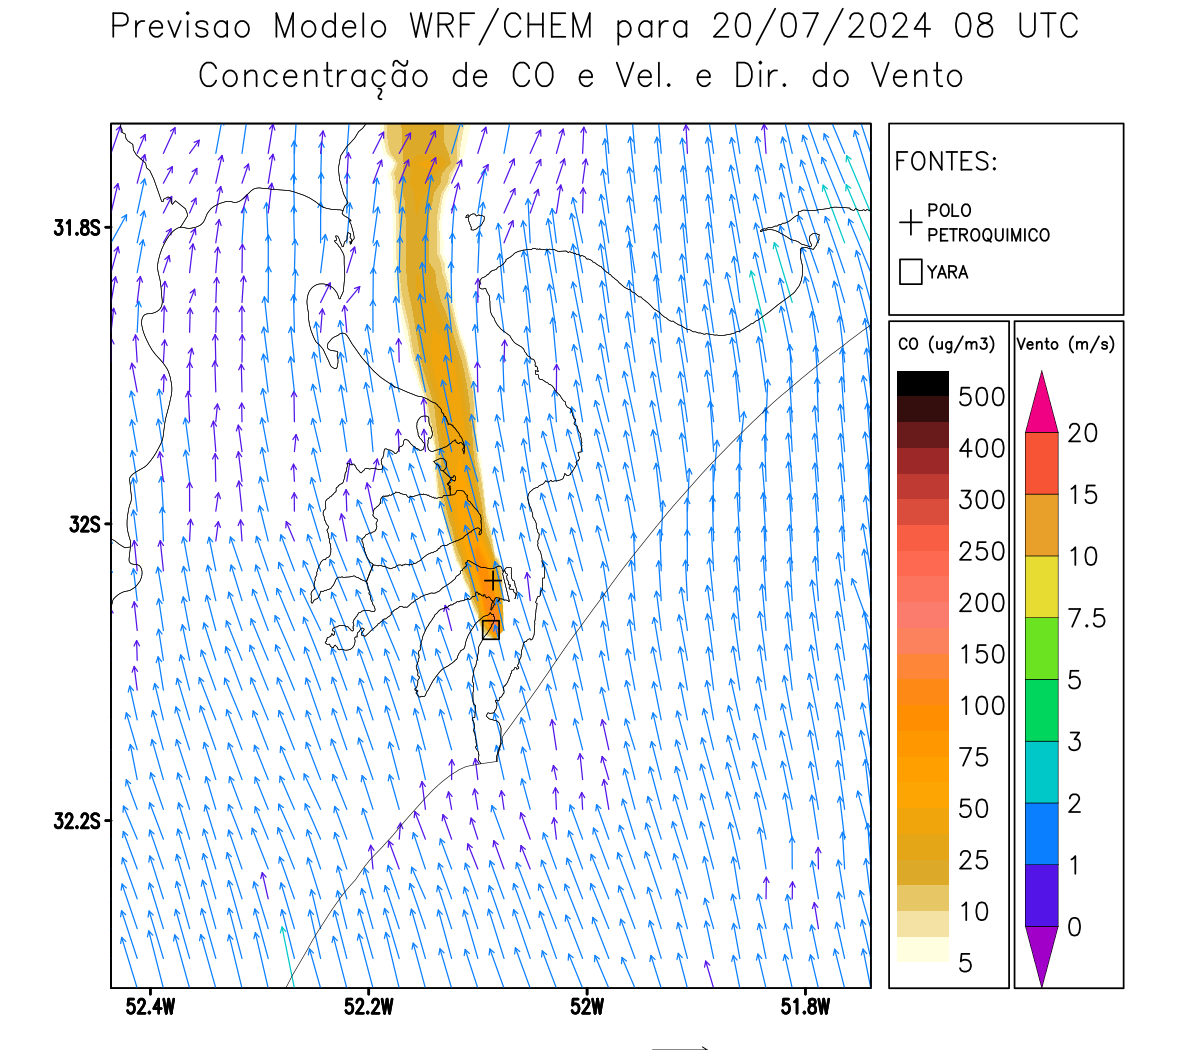 Previsao Modelo WRF/CHEM para 20/07/2024 08 UTC
Concentração de CO e Vel. e Dir. do Vento
FONTES:
POLO
PETROQUIMICO
YARA
31.8S
32S
32.2S
52.4W
52.2W
52W
51.8W
CO (ug/m3)
500
400
300
250
200
150
100
75
50
25
10
5
Vento (m/s)
20
15
10
7.5
5
3
2
1
0